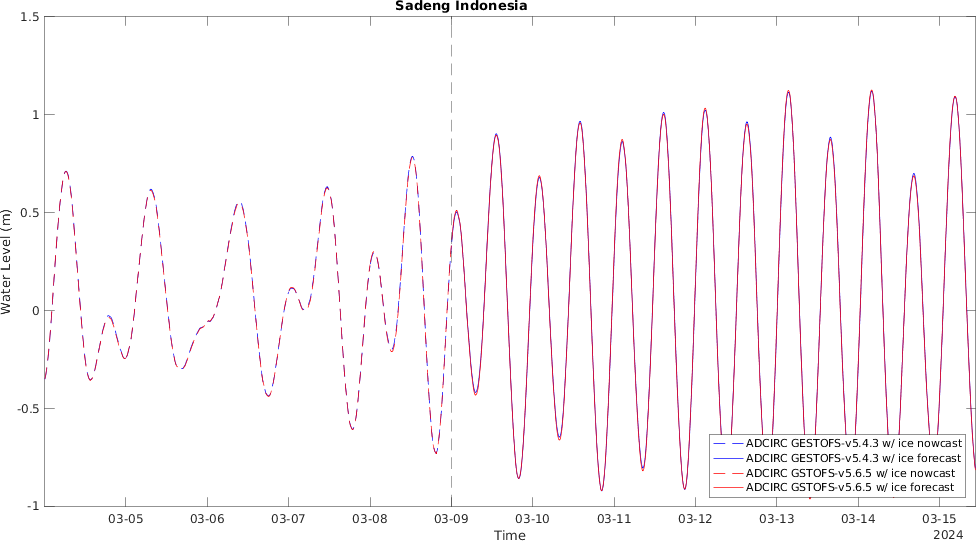 Sadeng Indonesia
1.5
1
0.5
0
-0.5
-1
Water Level (m)
ADCIRC GESTOFS-v5.4.3 w/ ice nowcast
ADCIRC GESTOFS-v5.4.3 w/ ice forecast
ADCIRC GSTOFS-v5.6.5 w/ ice nowcast
ADCIRC GSTOFS-v5.6.5 w/ ice forecast
03-05 03-06 03-07 03-08 03-09 03-10 03-11 03-12 03-13 03-14 03-15
Time
2024